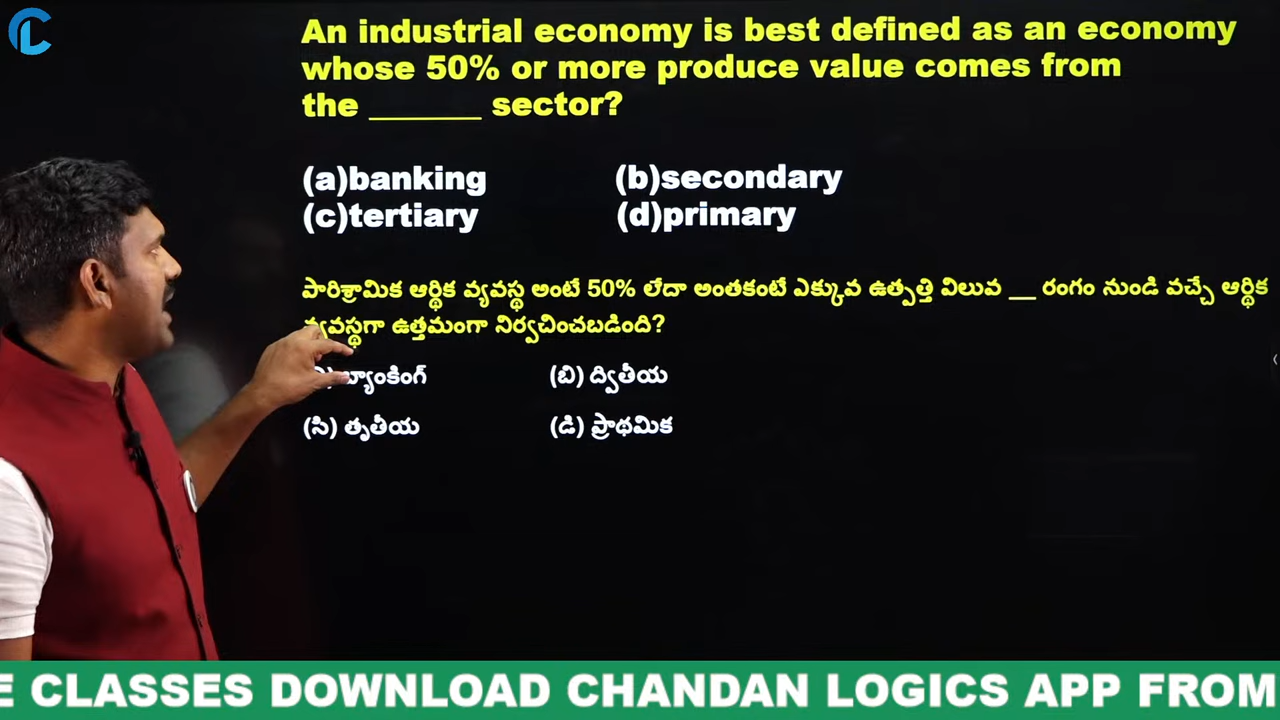 An industrial economy is best defined as an economy
whose 50% or more produce value comes from
the _______ sector?
(a)banking (b)secondary
(c)tertiary (d)primary
పారిశ్రామిక ఆర్థిక వ్యవస్థ అంటే 50% లేదా అంతకంటే ఎక్కువ ఉత్పత్తి విలువ __ రంగం నుండి వచ్చే ఆర్థిక
వ్యవస్థగా ఉత్తమంగా నిర్వచించబడింది?
బ్యాంకింగ్ (బి) ద్వితీయ
(సి) తృతీయ (డి) ప్రాథమిక
E CLASSES DOWNLOAD CHANDAN LOGICS APP FROM